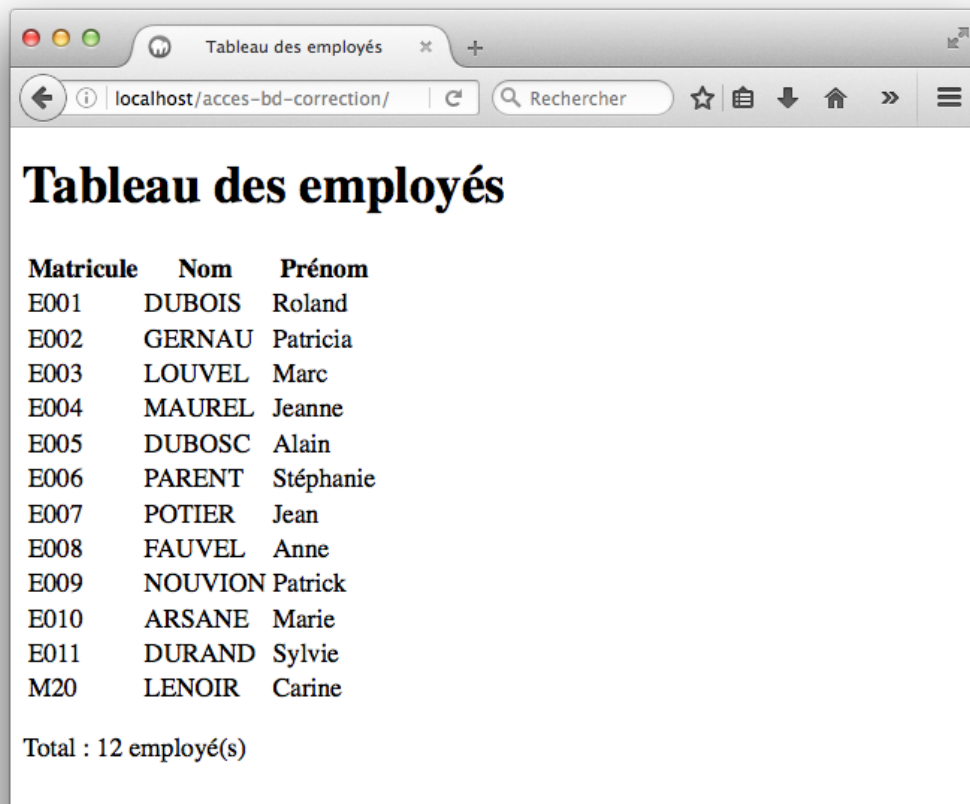 Tableau des employés
localhost/acces-bd-correction/
Rechercher
Tableau des employés
Matricule Nom Prénom
E001 DUBOIS Roland
E002 GERNAU Patricia
E003 LOUVEL Marc
E004 MAUREL Jeanne
E005 DUBOSC Alain
E006 PARENT Stéphanie
E007 POTIER Jean
E008 FAUVEL Anne
E009 NOUVION Patrick
E010 ARSANE Marie
E011 DURAND Sylvie
M20 LENOIR Carine
Total : 12 employé(s)